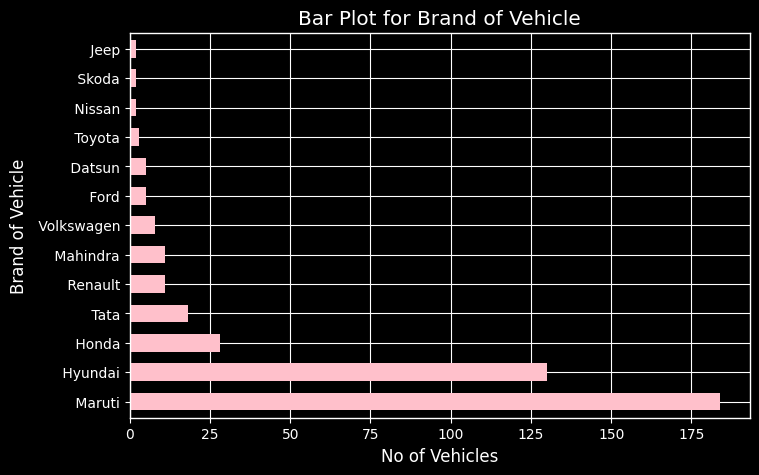 Bar Plot for Brand of Vehicle
Brand of Vehicle
Jeep
Skoda
Nissan
Toyota
Datsun
Ford
Volkswagen
Mahindra
Renault
Tata
Honda
Hyundai
Maruti
0 25 50 75 100 125 150 175
No of Vehicles